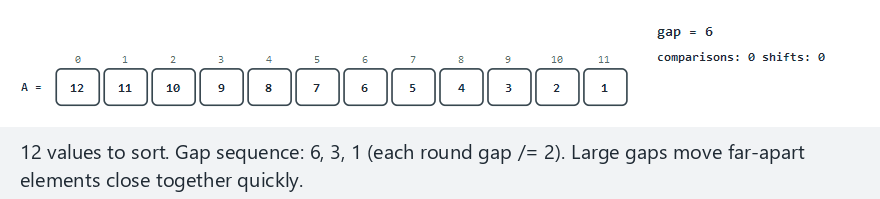 gap = 6
comparisons: 0 shifts: 0
0 1 2 3 4 5 6 7 8 9 10 11
A = 12 11 10 9 8 7 6 5 4 3 2 1
12 values to sort. Gap sequence: 6, 3, 1 (each round gap /= 2). Large gaps move far-apart
elements close together quickly.